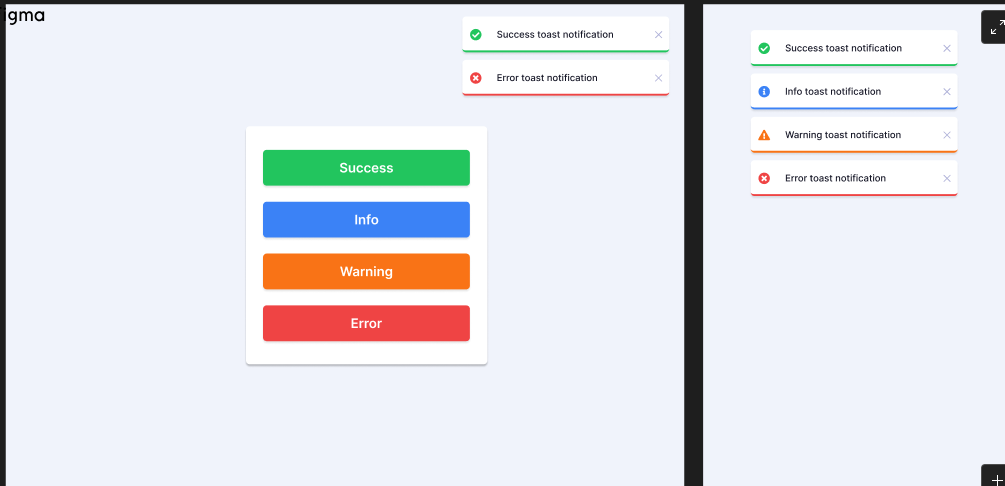 igma
Success toast notification
Error toast notification
Success
Info
Warning
Error
Success toast notification
Info toast notification
Warning toast notification
Error toast notification